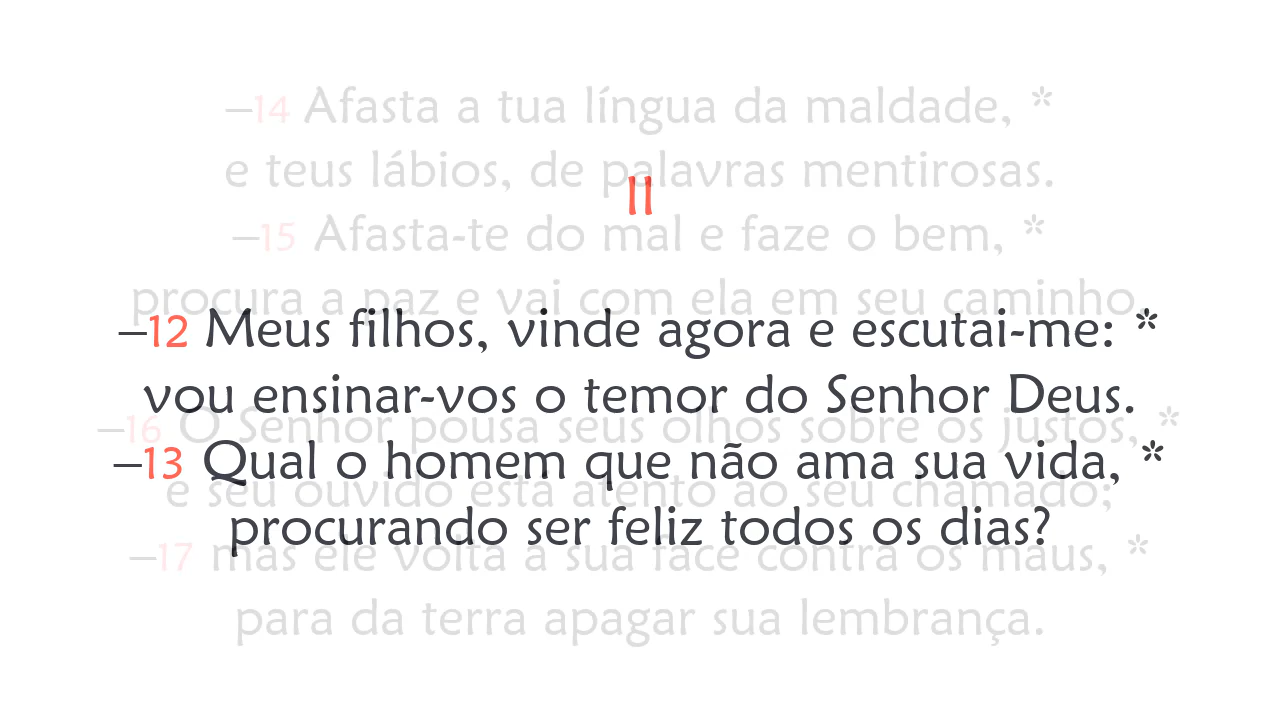 II
–12 Meus filhos, vinde agora e escutai-me: *
vou ensinar-vos o temor do Senhor Deus.
–13 Qual o homem que não ama sua vida, *
procurando ser feliz todos os dias?
–14 Afasta a tua língua da maldade, *
e teus lábios, de palavras mentirosas.
–15 Afasta-te do mal e faze o bem, *
procura a paz e vai com ela em seu caminho.
–16 O Senhor pousa seus olhos sobre os justos, *
e seu ouvido está atento ao seu chamado;
–17 mas ele volta a sua face contra os maus, *
para da terra apagar sua lembrança.